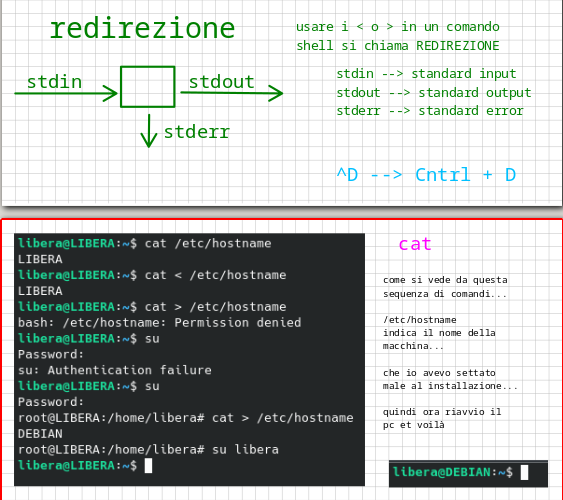 redirezione
usare i < o > in un comando
shell si chiama REDIREZIONE
stdin
stdout
stderr
stdin --> standard input
stdout --> standard output
stderr --> standard error
^D --> Cntrl + D
libera@LIBERA:~$ cat /etc/hostname
LIBERA
libera@LIBERA:~$ cat < /etc/hostname
LIBERA
libera@LIBERA:~$ cat > /etc/hostname
bash: /etc/hostname: Permission denied
libera@LIBERA:~$ su
Password:
su: Authentication failure
libera@LIBERA:~$ su
Password:
root@LIBERA:/home/libera# cat > /etc/hostname
DEBIAN
root@LIBERA:/home/libera# su libera
libera@LIBERA:~$
cat
come si vede da questa
sequenza di comandi...
/etc/hostname
indica il nome della
macchina...
che io avevo settato
male al installazione...
quindi ora riavvio il
pc et voilà
libera@DEBIAN:~$